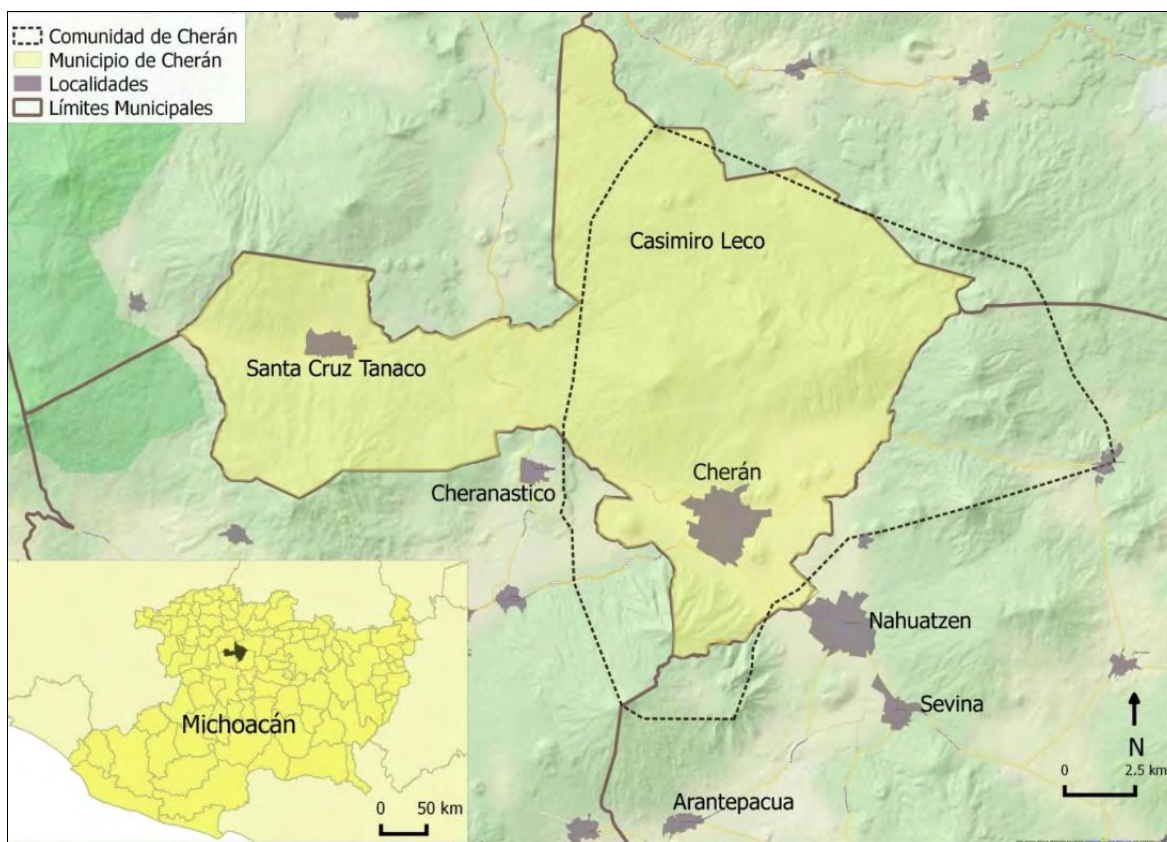 Comunidad de Cherán
Municipio de Cherán
Localidades
Límites Municipales
Casimiro Leco
Santa Cruz Tanaco
Cherán
Cheranastico
Nahuatzen
Sevina
Arantepacua
Michoacán
0 50 km
N
0 2.5 km